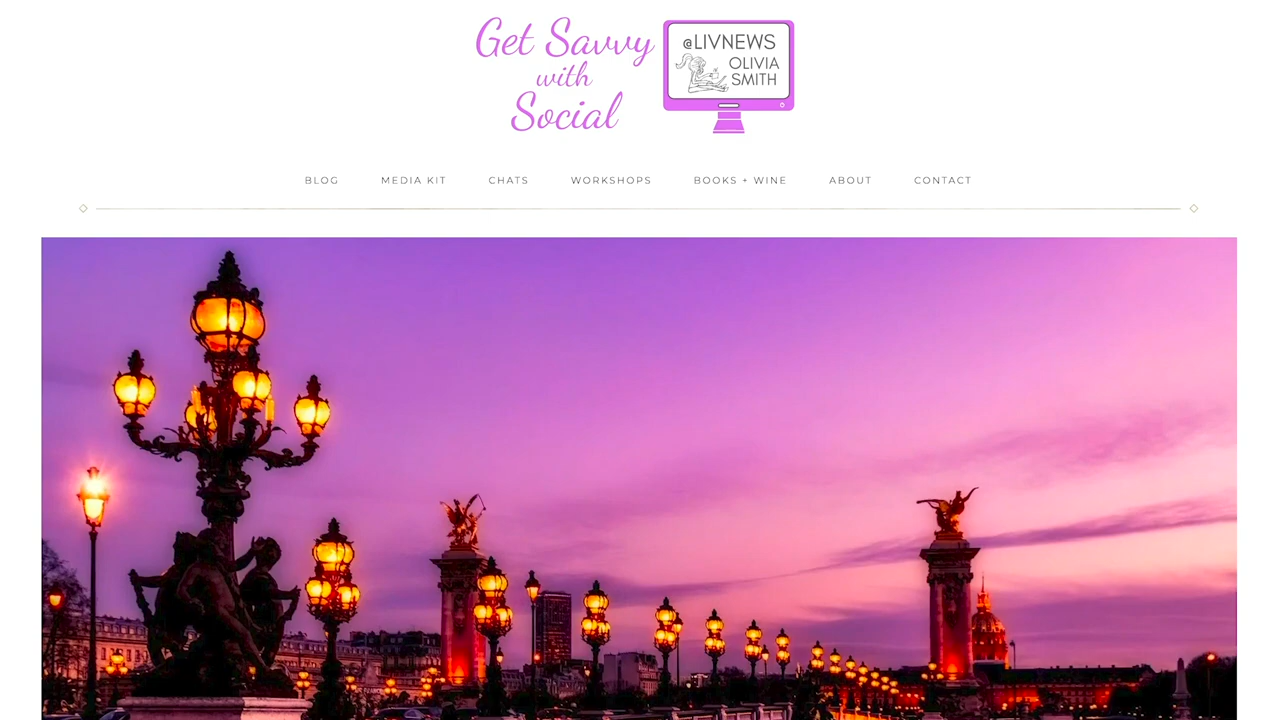 Get Savvy
with
Social
@LIVNEWS
OLIVIA
SMITH
BLOG MEDIA KIT CHATS WORKSHOPS BOOKS + WINE ABOUT CONTACT